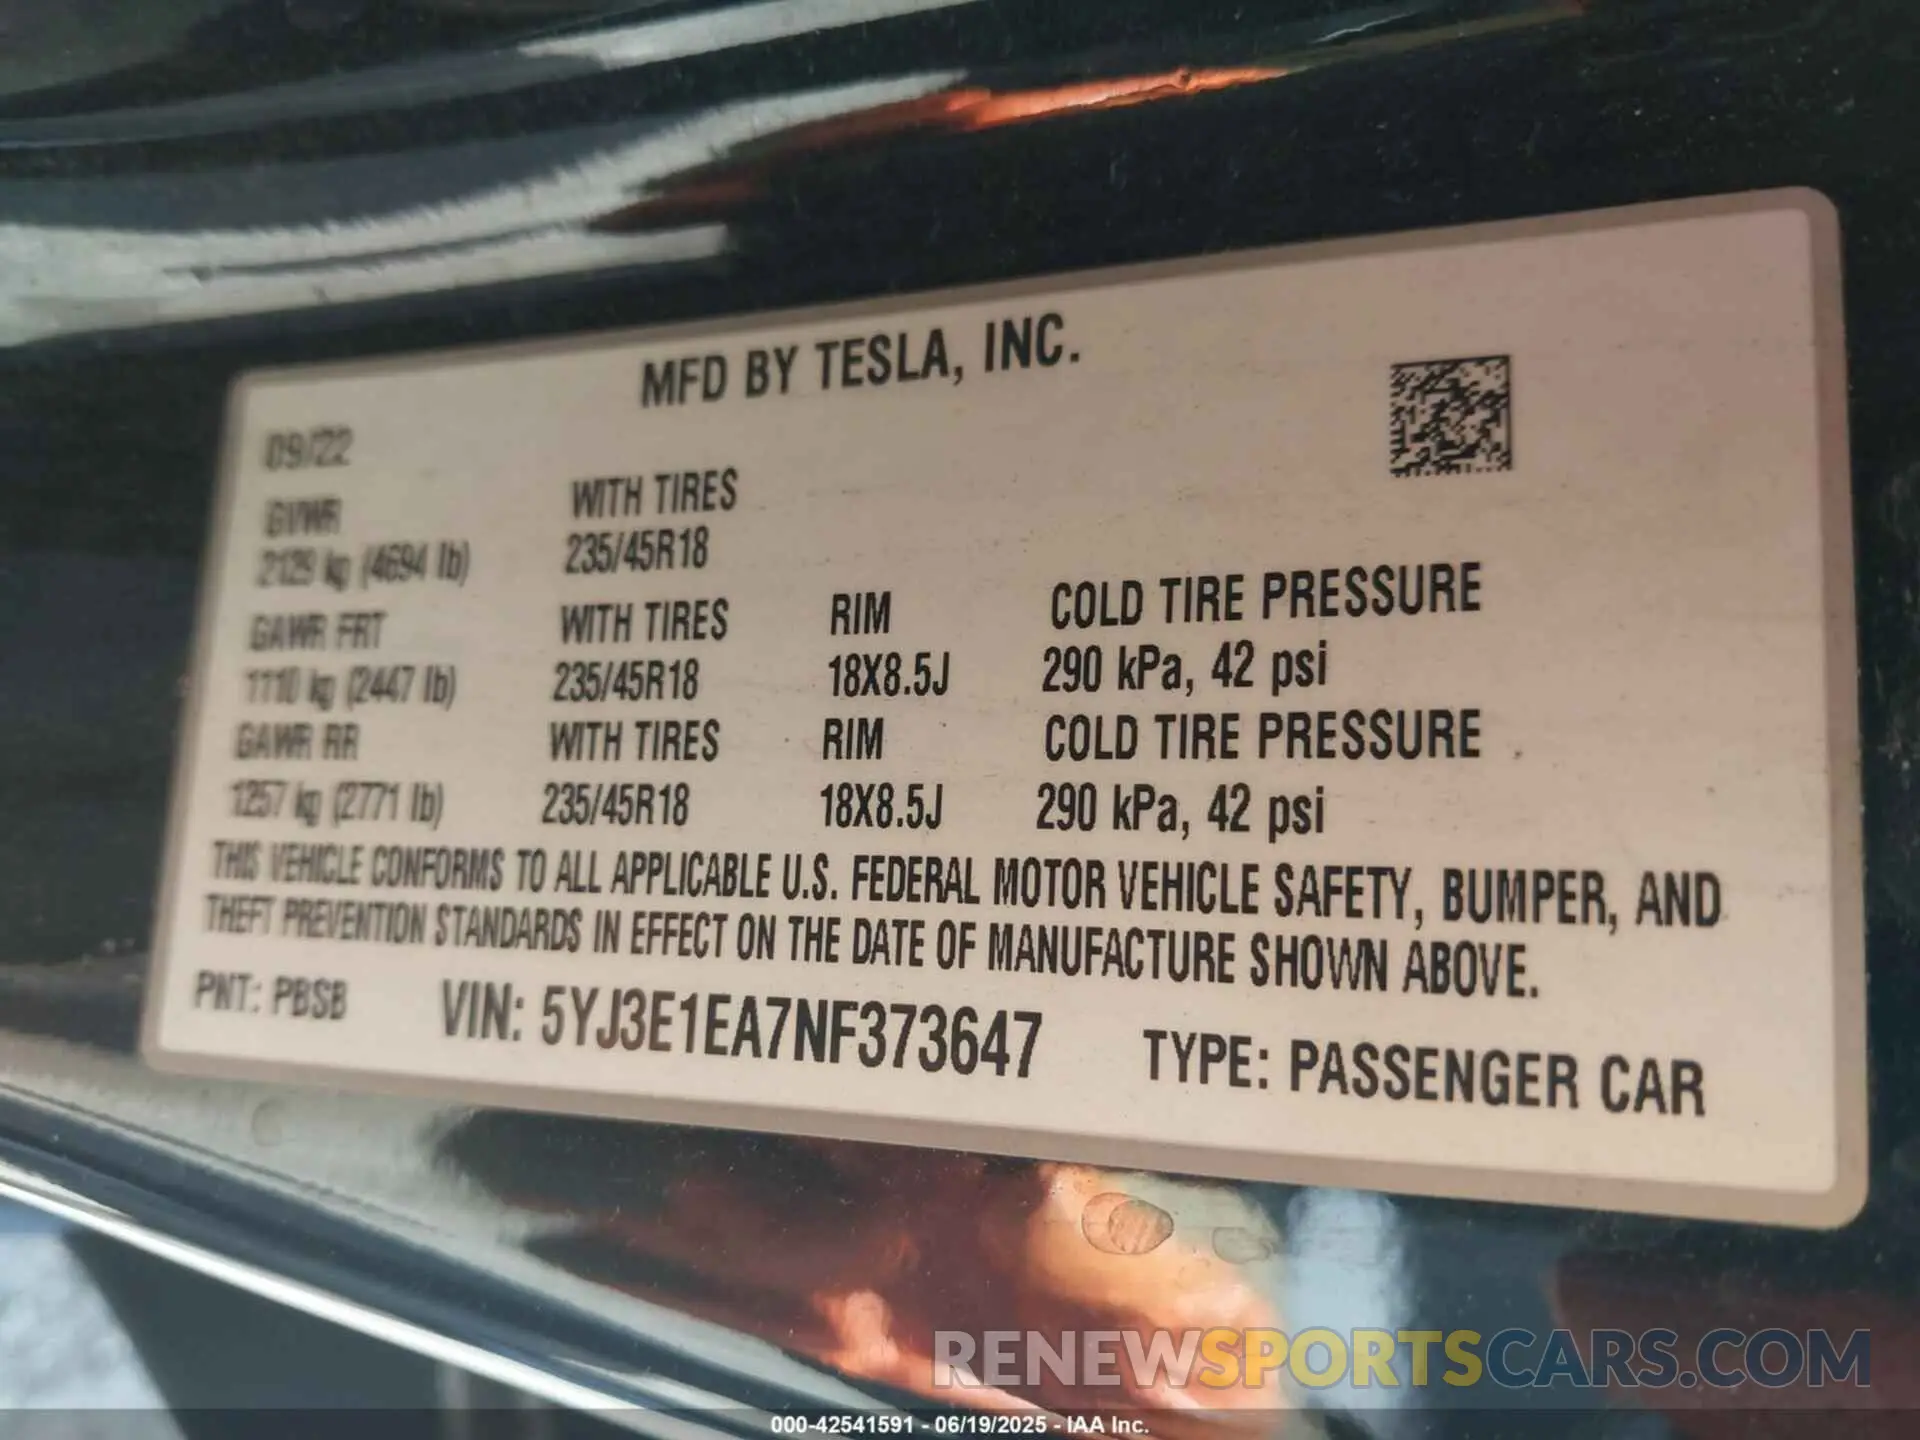 MFD BY TESLA, INC.
09/22
GVWR WITH TIRES
2129 kg (4694 lb) 235/45R18
GAWR FRT WITH TIRES RIM COLD TIRE PRESSURE
1110 kg (2447 lb) 235/45R18 18X8.5J 290 kPa, 42 psi
GAWR RR WITH TIRES RIM COLD TIRE PRESSURE
1257 kg (2771 lb) 235/45R18 18X8.5J 290 kPa, 42 psi
THIS VEHICLE CONFORMS TO ALL APPLICABLE U.S. FEDERAL MOTOR VEHICLE SAFETY, BUMPER, AND
THEFT PREVENTION STANDARDS IN EFFECT ON THE DATE OF MANUFACTURE SHOWN ABOVE.
PNT: PBSB VIN: 5YJ3E1EA7NF373647 TYPE: PASSENGER CAR
RENEWSPORTSCARS.COM
000-42541591 - 06/19/2025 - IAA Inc.